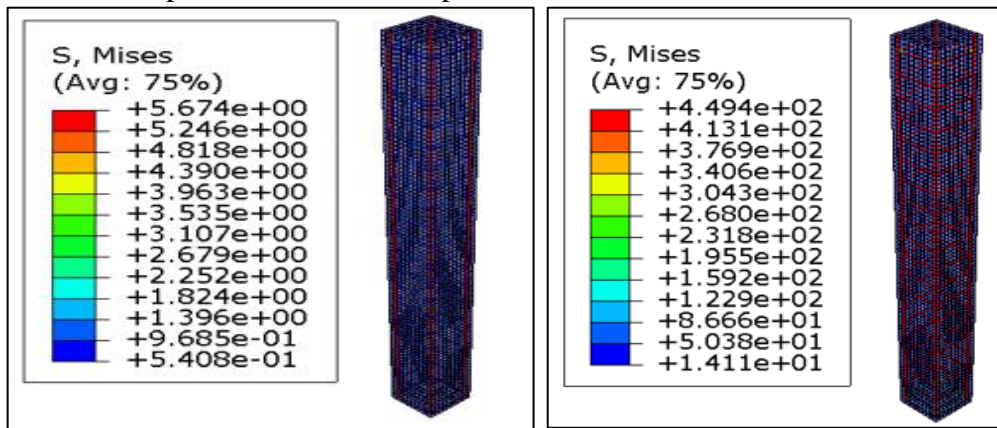 S, Mises
(Avg: 75%)
+5.674e+00
+5.246e+00
+4.818e+00
+4.390e+00
+3.963e+00
+3.535e+00
+3.107e+00
+2.679e+00
+2.252e+00
+1.824e+00
+1.396e+00
+9.685e-01
+5.408e-01
S, Mises
(Avg: 75%)
+4.494e+02
+4.131e+02
+3.769e+02
+3.406e+02
+3.043e+02
+2.680e+02
+2.318e+02
+1.955e+02
+1.592e+02
+1.229e+02
+8.666e+01
+5.038e+01
+1.411e+01